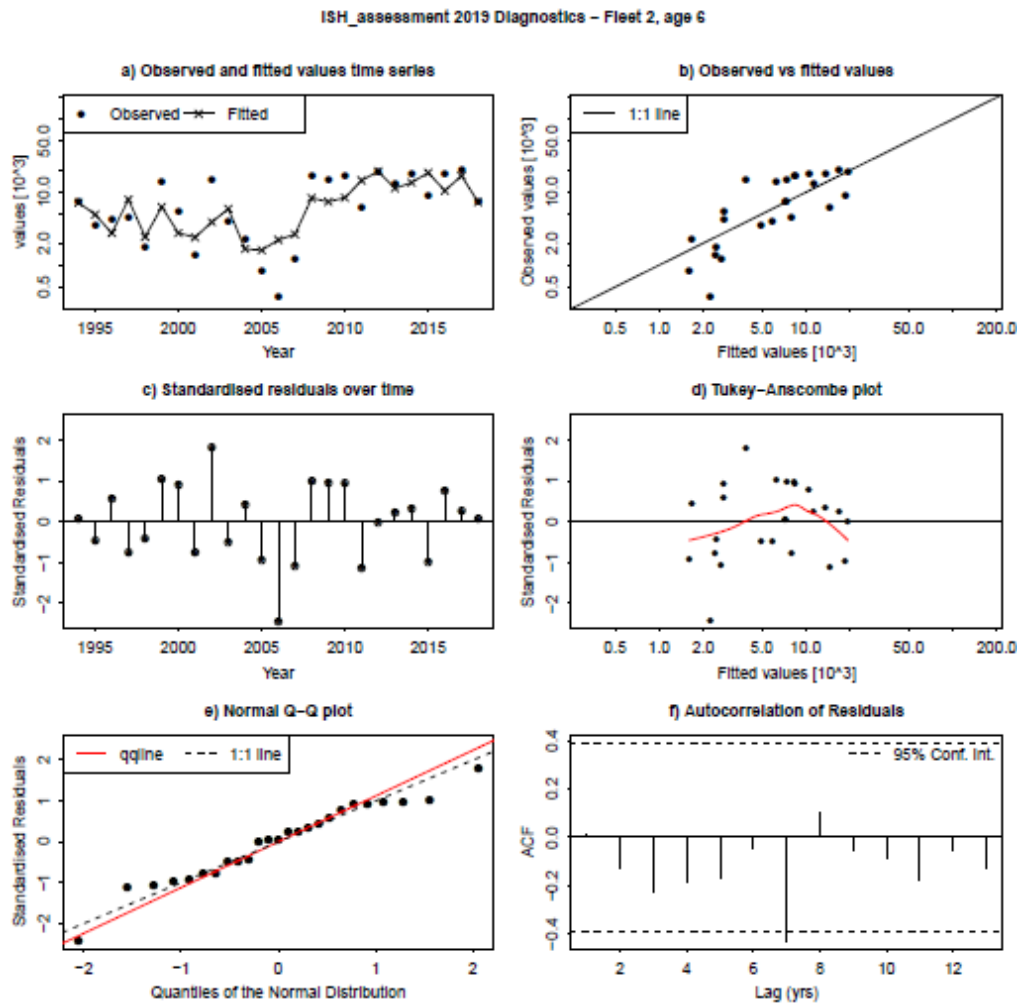 ISH_assessment 2019 Diagnostics – Fleet 2, age 6
a) Observed and fitted values time series
Observed Fitted
values [10^3]
0.5 2.0 10.0 50.0
1995 2000 2005 2010 2015
Year
b) Observed vs fitted values
1:1 line
Observed values [10^3]
0.5 2.0 10.0 50.0
0.5 1.0 2.0 5.0 10.0 50.0 200.0
Fitted values [10^3]
c) Standardised residuals over time
Standardised Residuals
−2 −1 0 1 2
1995 2000 2005 2010 2015
Year
d) Tukey−Anscombe plot
Standardised Residuals
−2 −1 0 1 2
0.5 1.0 2.0 5.0 10.0 50.0 200.0
Fitted values [10^3]
e) Normal Q−Q plot
qqline 1:1 line
Standardised Residuals
−2 −1 0 1 2
−2 −1 0 1 2
Quantiles of the Normal Distribution
f) Autocorrelation of Residuals
95% Conf. Int.
ACF
−0.4 −0.2 0.0 0.2 0.4
2 4 6 8 10 12
Lag (yrs)